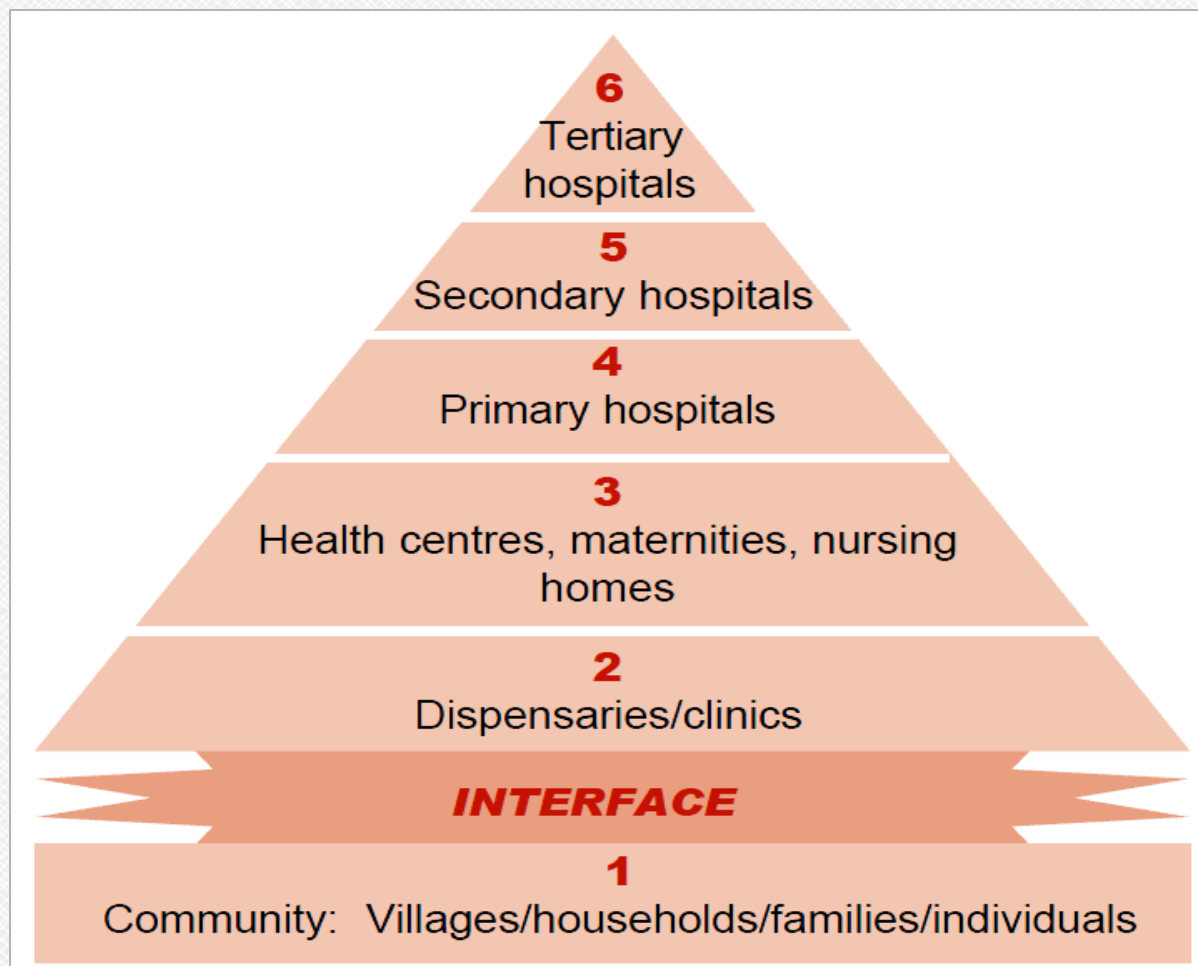 6
Tertiary
hospitals
5
Secondary hospitals
4
Primary hospitals
3
Health centres, maternities, nursing
homes
2
Dispensaries/clinics
INTERFACE
1
Community: Villages/households/families/individuals